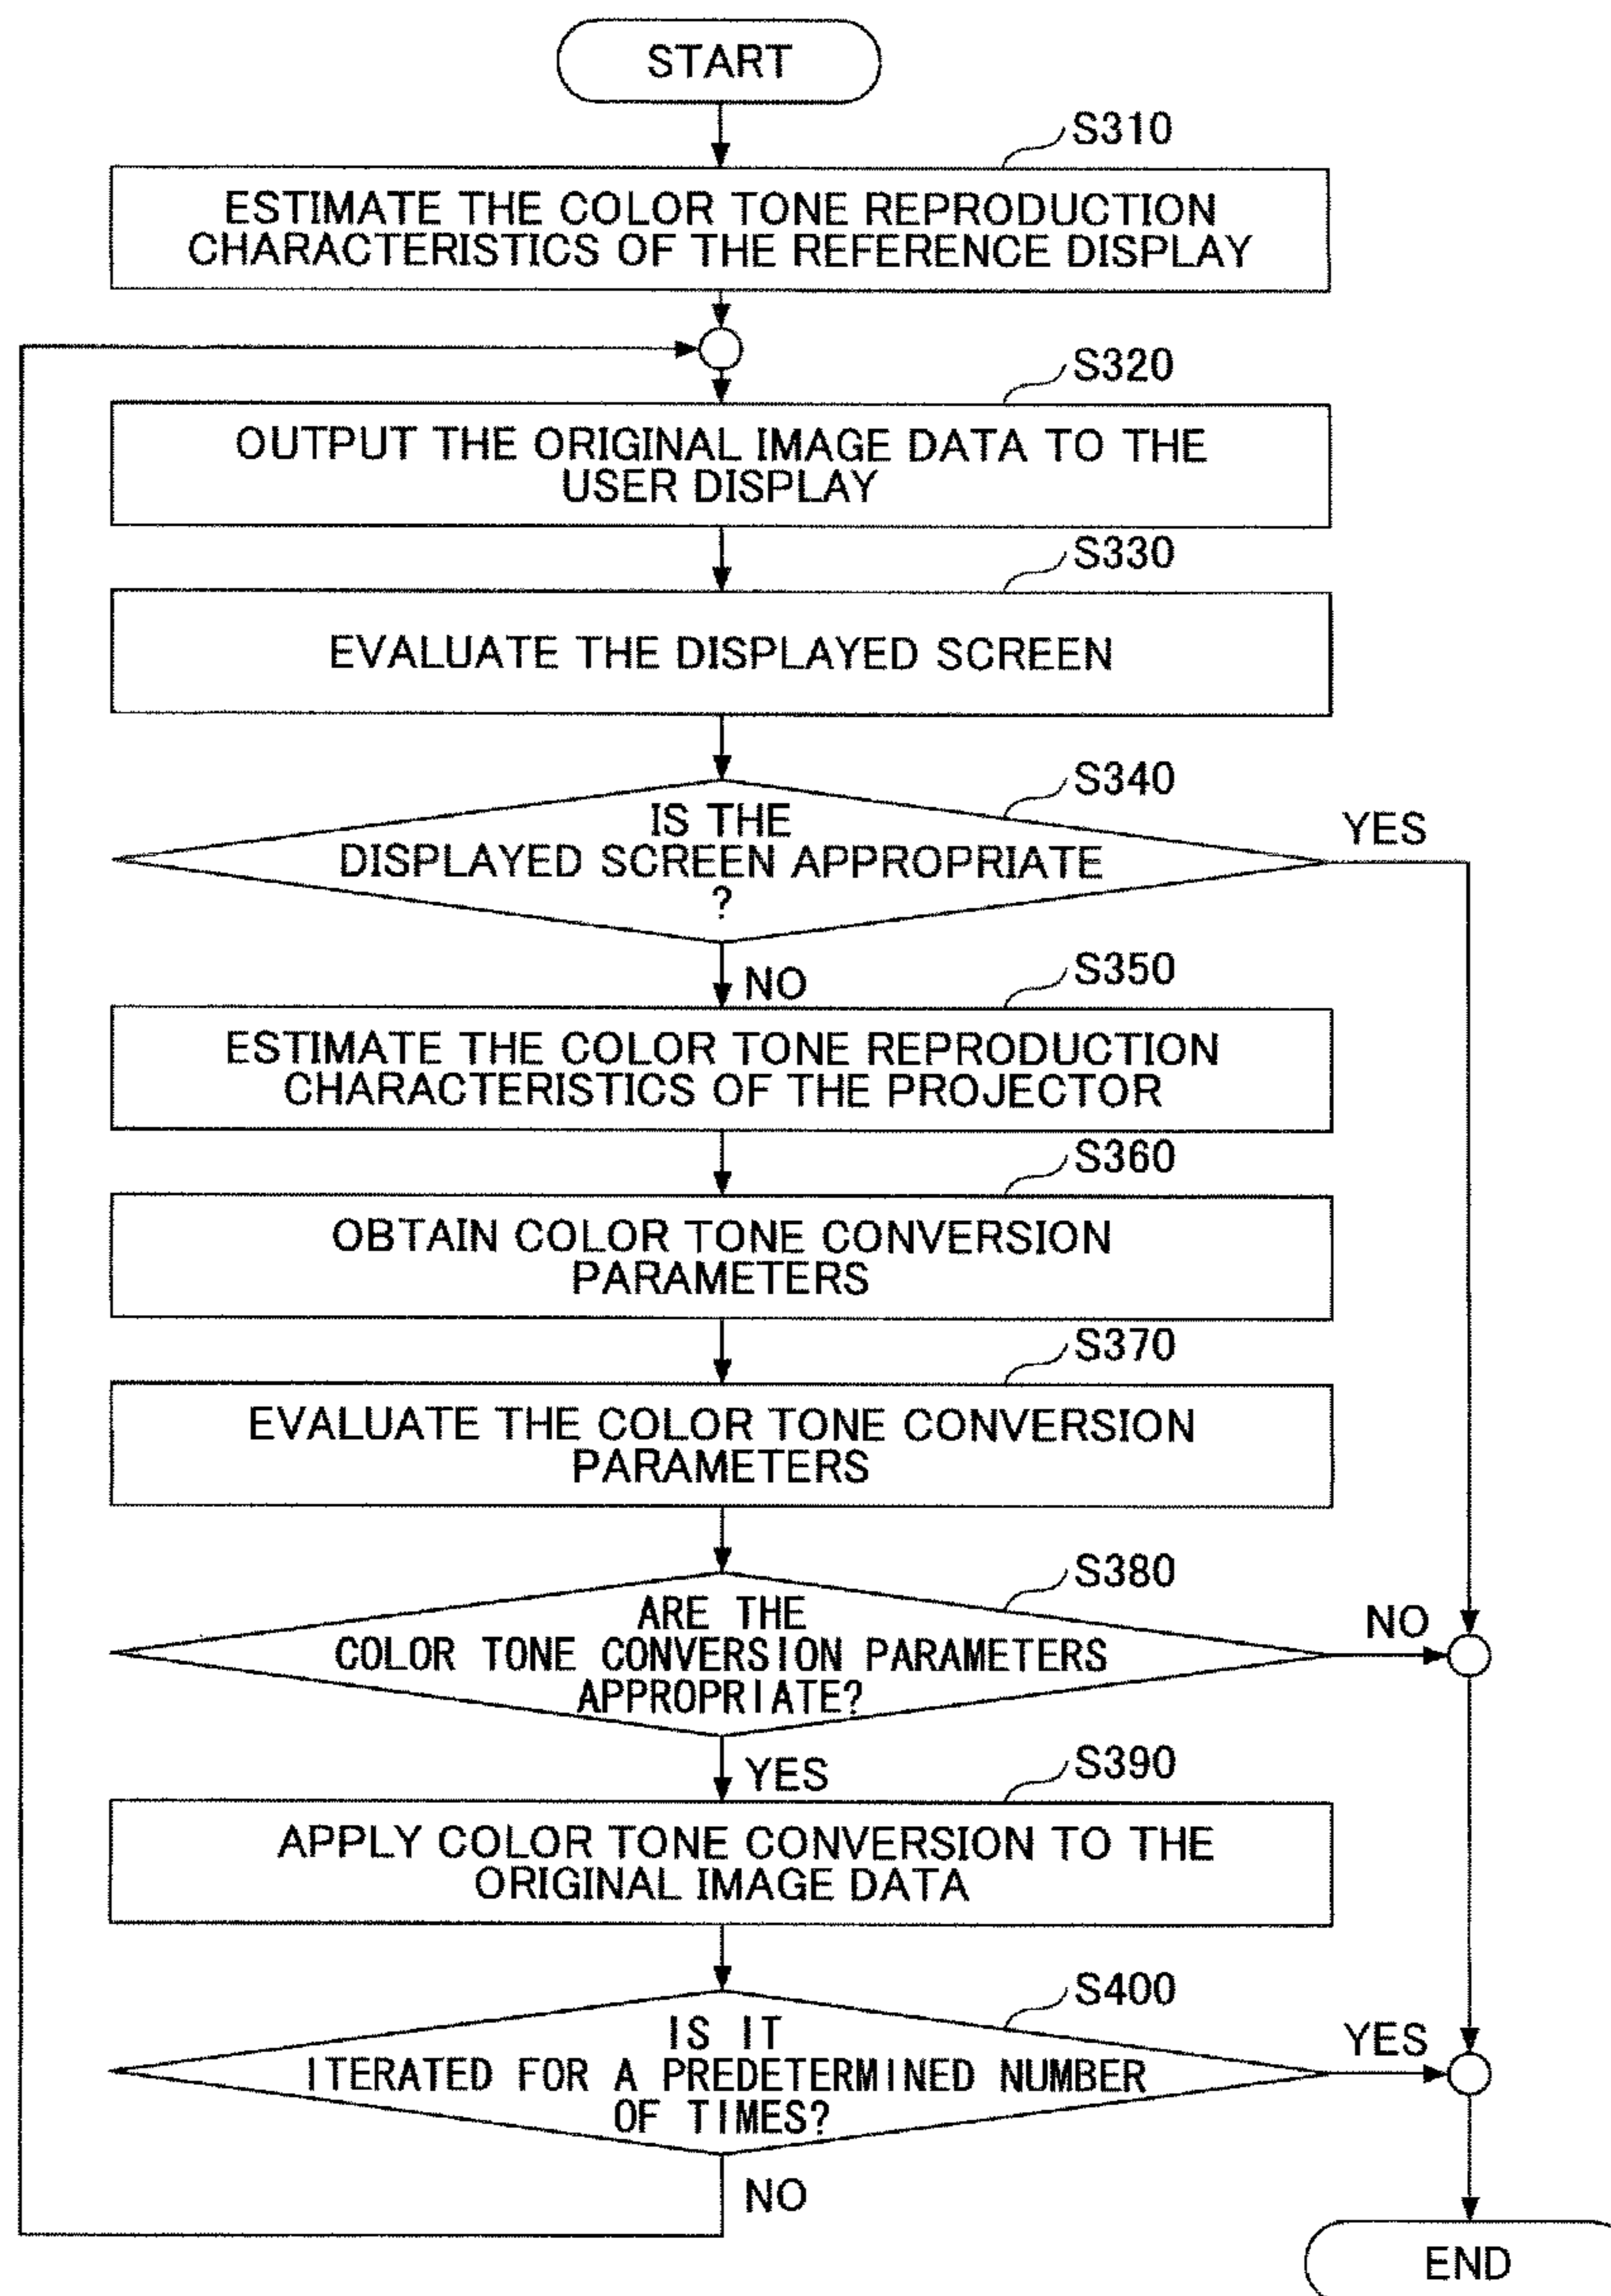 START
S310
ESTIMATE THE COLOR TONE REPRODUCTION
CHARACTERISTICS OF THE REFERENCE DISPLAY
S320
OUTPUT THE ORIGINAL IMAGE DATA TO THE
USER DISPLAY
S330
EVALUATE THE DISPLAYED SCREEN
S340
IS THE
DISPLAYED SCREEN APPROPRIATE
?
YES
NO
S350
ESTIMATE THE COLOR TONE REPRODUCTION
CHARACTERISTICS OF THE PROJECTOR
S360
OBTAIN COLOR TONE CONVERSION
PARAMETERS
S370
EVALUATE THE COLOR TONE CONVERSION
PARAMETERS
S380
ARE THE
COLOR TONE CONVERSION PARAMETERS
APPROPRIATE?
NO
YES
S390
APPLY COLOR TONE CONVERSION TO THE
ORIGINAL IMAGE DATA
S400
IS IT
ITERATED FOR A PREDETERMINED NUMBER
OF TIMES?
YES
NO
END